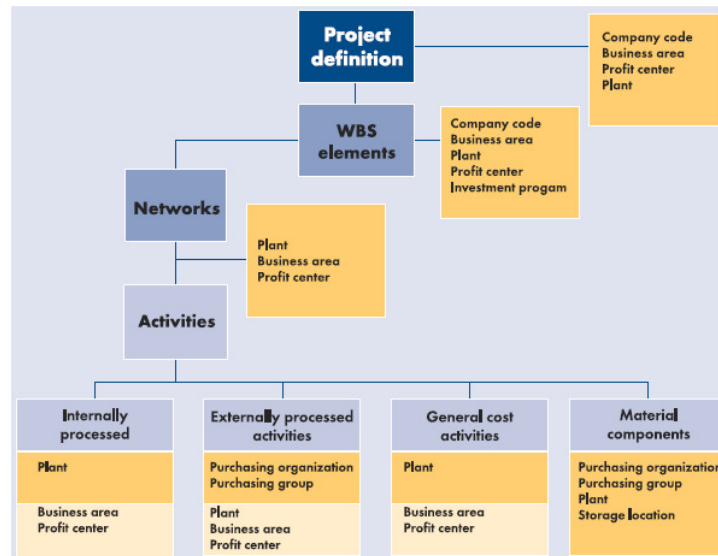 Project
definition
Company code
Business area
Profit center
Plant
WBS
elements
Company code
Business area
Plant
Profit center
Investment progam
Networks
Plant
Business area
Profit center
Activities
Internally
processed
Plant
Business area
Profit center
Externally processed
activities
Purchasing organization
Purchasing group
Plant
Business area
Profit center
General cost
activities
Plant
Business area
Profit center
Material
components
Purchasing organization
Purchasing group
Plant
Storage location